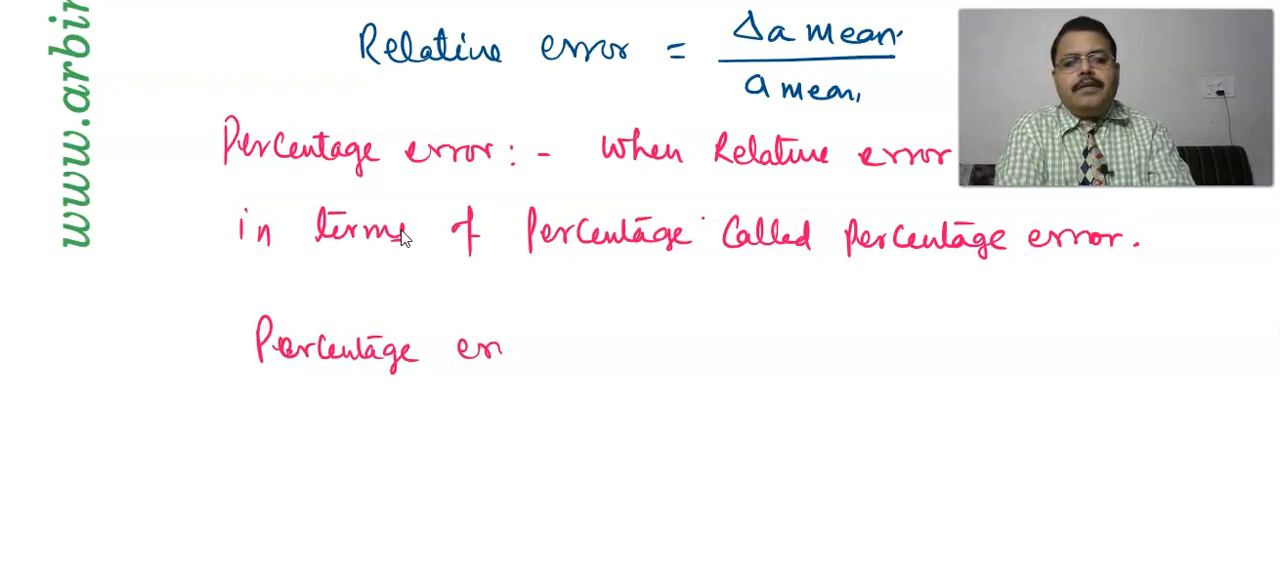 www.arbin
Relative error = Δa mean / a mean
Percentage error : - When Relative error
in terms of Percentage Called Percentage error.
Percentage err